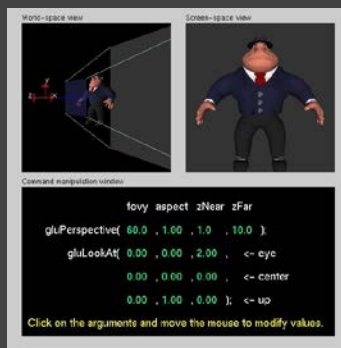 World-space view
Screen-space view
Command manipulation window
fovy aspect zNear zFar
gluPerspective( 60.0 , 1.00 , 1.0 , 10.0 );
gluLookAt( 0.00 , 0.00 , 2.00 , <- eye
0.00 , 0.00 , 0.00 , <- center
0.00 , 1.00 , 0.00 ); <- up
Click on the arguments and move the mouse to modify values.